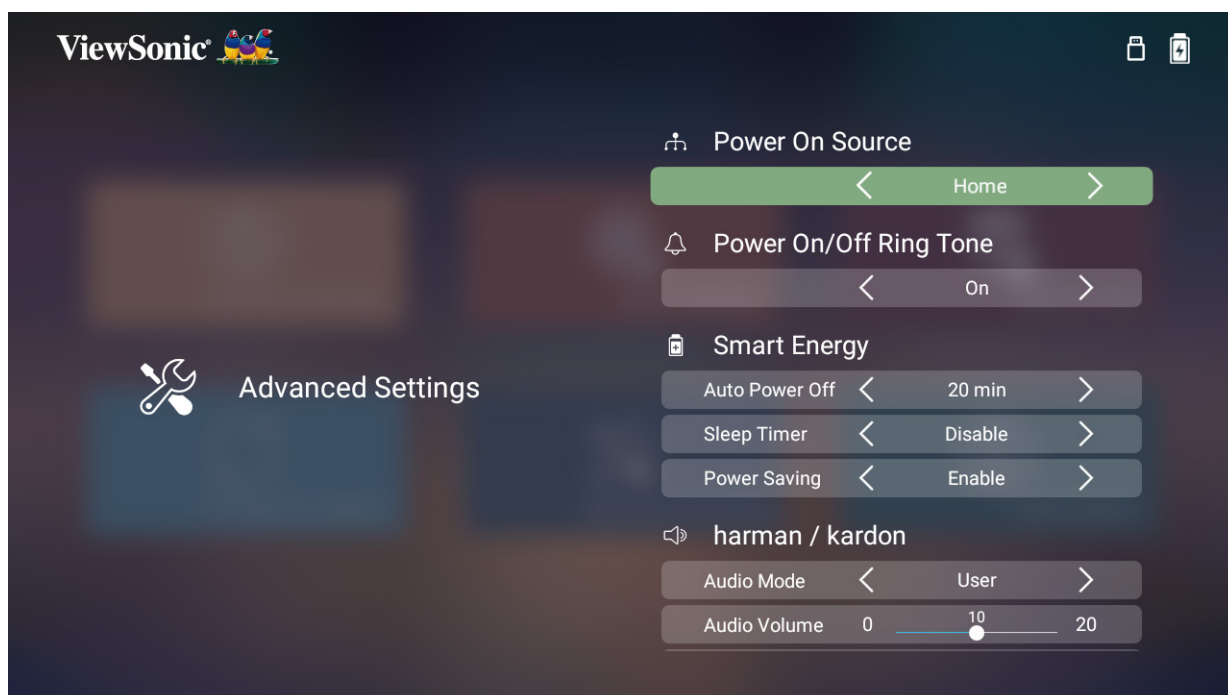 ViewSonic®
Power On Source
Home
Power On/Off Ring Tone
On
Smart Energy
Advanced Settings
Auto Power Off 20 min
Sleep Timer Disable
Power Saving Enable
harman / kardon
Audio Mode User
Audio Volume 0 10 20